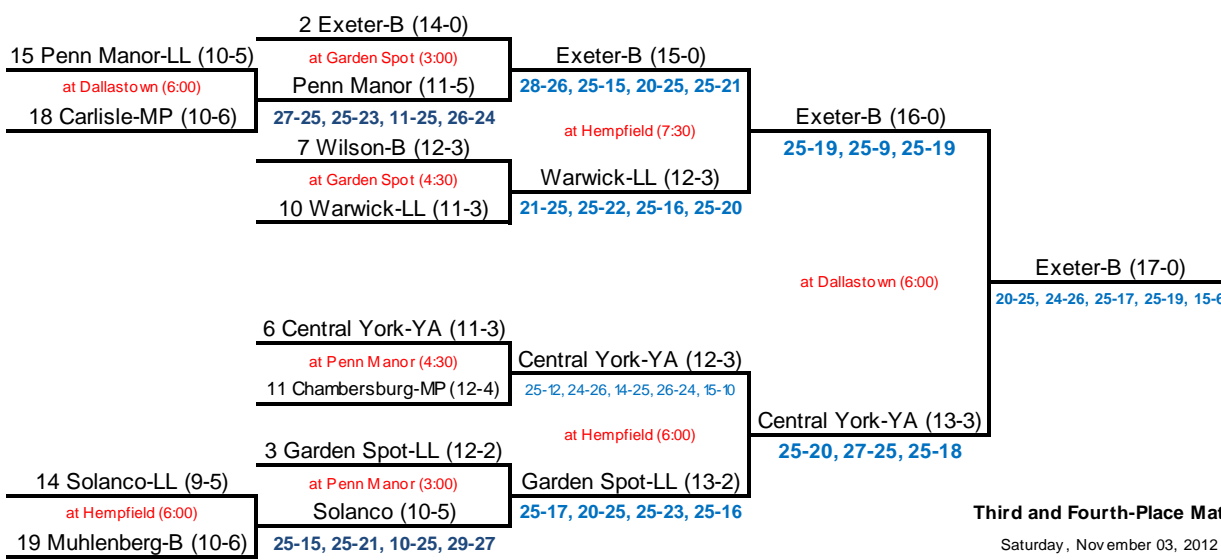 2 Exeter-B (14-0)
15 Penn Manor-LL (10-5)
at Garden Spot (3:00)
Exeter-B (15-0)
at Dallastown (6:00)
Penn Manor (11-5)
28-26, 25-15, 20-25, 25-21
18 Carlisle-MP (10-6)
27-25, 25-23, 11-25, 26-24
at Hempfield (7:30)
Exeter-B (16-0)
7 Wilson-B (12-3)
25-19, 25-9, 25-19
at Garden Spot (4:30)
Warwick-LL (12-3)
10 Warwick-LL (11-3)
21-25, 25-22, 25-16, 25-20
at Dallastown (6:00)
Exeter-B (17-0)
20-25, 24-26, 25-17, 25-19, 15-6
6 Central York-YA (11-3)
at Penn Manor (4:30)
Central York-YA (12-3)
11 Chambersburg-MP (12-4)
25-12, 24-26, 14-25, 26-24, 15-10
at Hempfield (6:00)
Central York-YA (13-3)
3 Garden Spot-LL (12-2)
25-20, 27-25, 25-18
14 Solanco-LL (9-5)
at Penn Manor (3:00)
Garden Spot-LL (13-2)
at Hempfield (6:00)
Solanco (10-5)
25-17, 20-25, 25-23, 25-16
19 Muhlenberg-B (10-6)
25-15, 25-21, 10-25, 29-27
Third and Fourth-Place Mat
Saturday, November 03, 2012